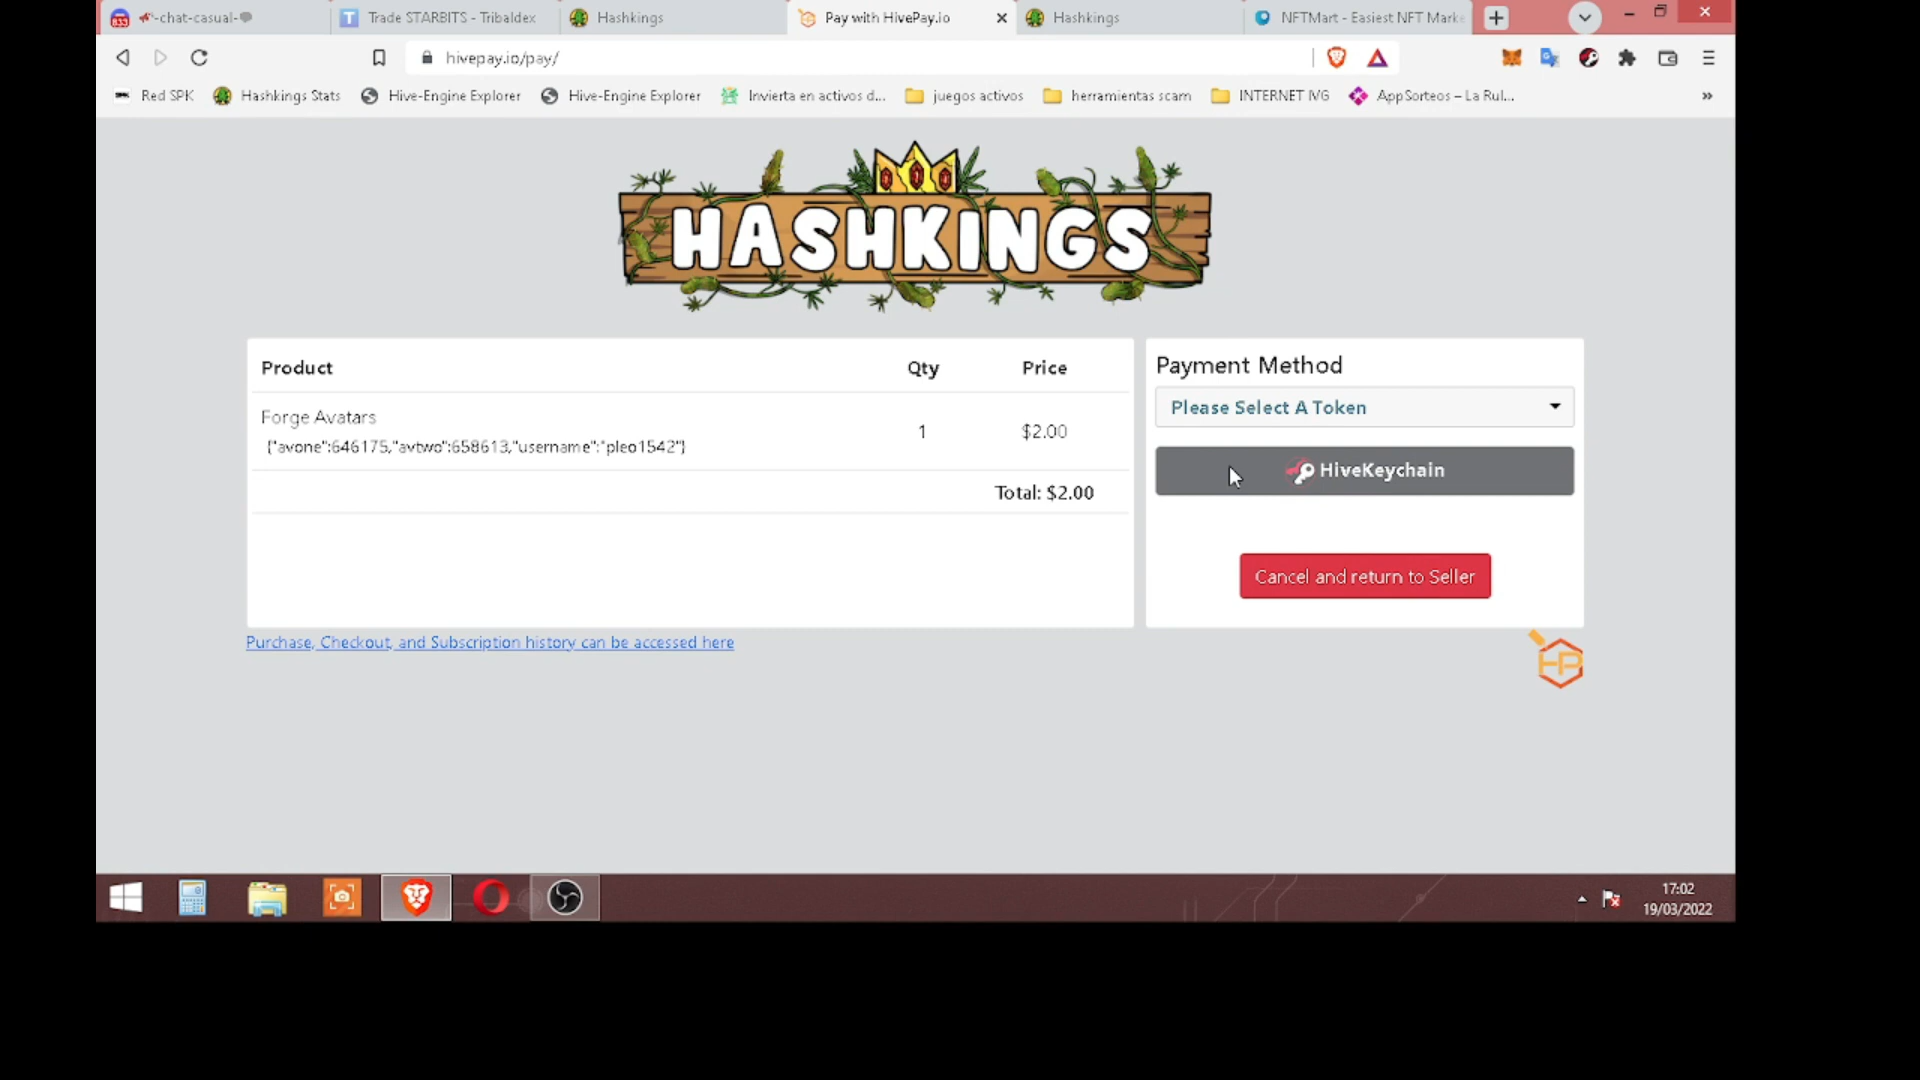 -chat-casual-
Trade STARBITS - Tribaldex
Hashkings
Pay with HivePay.io
Hashkings
NFTMart - Easiest NFT Marke
hivepay.io/pay/
Red SPK
Hashkings Stats
Hive-Engine Explorer
Hive-Engine Explorer
Invierta en activos d...
juegos activos
herramientas scam
INTERNET IVG
AppSorteos – La Rul...
»
HASHKINGS
Product Qty Price
Forge Avatars
{"avone":646175,"avtwo":658613,"username":"pleo1542"}
1 $2.00
Total: $2.00
Payment Method
Please Select A Token
HiveKeychain
Cancel and return to Seller
Purchase, Checkout, and Subscription history can be accessed here
HP
17:02
19/03/2022